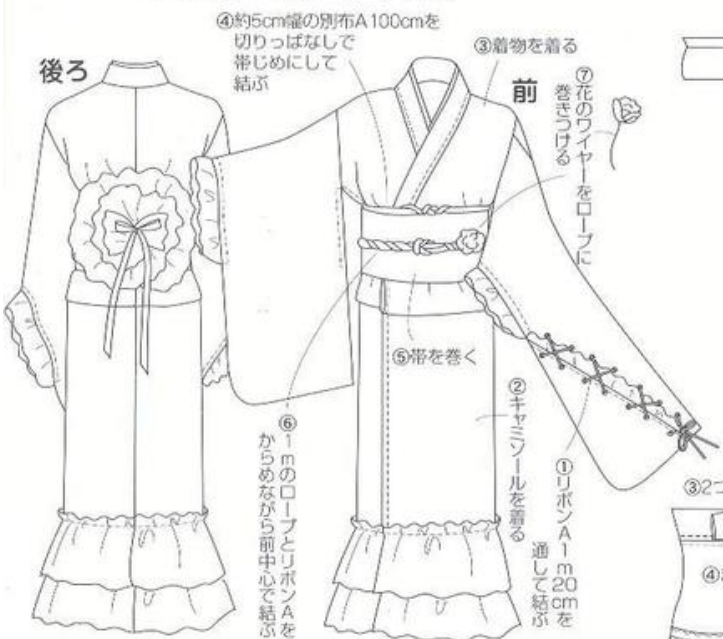 ④約5cm幅の別布A100cmを
切りっぱなしで
帯じめにして
結ぶ
③着物を着る
後ろ
前
⑦花のワイヤーをロープに
巻きつける
⑤帯を巻く
②キャミソールを着る
①リボンA1m20cmを
通して結ぶ
⑥1mのロープとリボンAを
からめながら前中心で結ぶ
③2つ
④